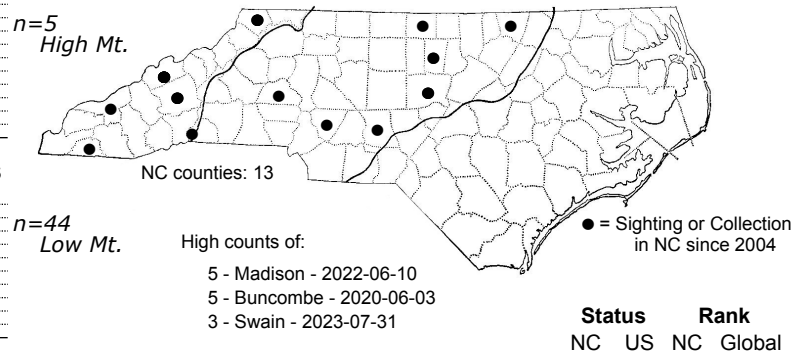 n=5
High Mt.
NC counties: 13
n=44
Low Mt.
High counts of:
5 - Madison - 2022-06-10
5 - Buncombe - 2020-06-03
3 - Swain - 2023-07-31
● = Sighting or Collection
in NC since 2004
Status Rank
NC US NC Global